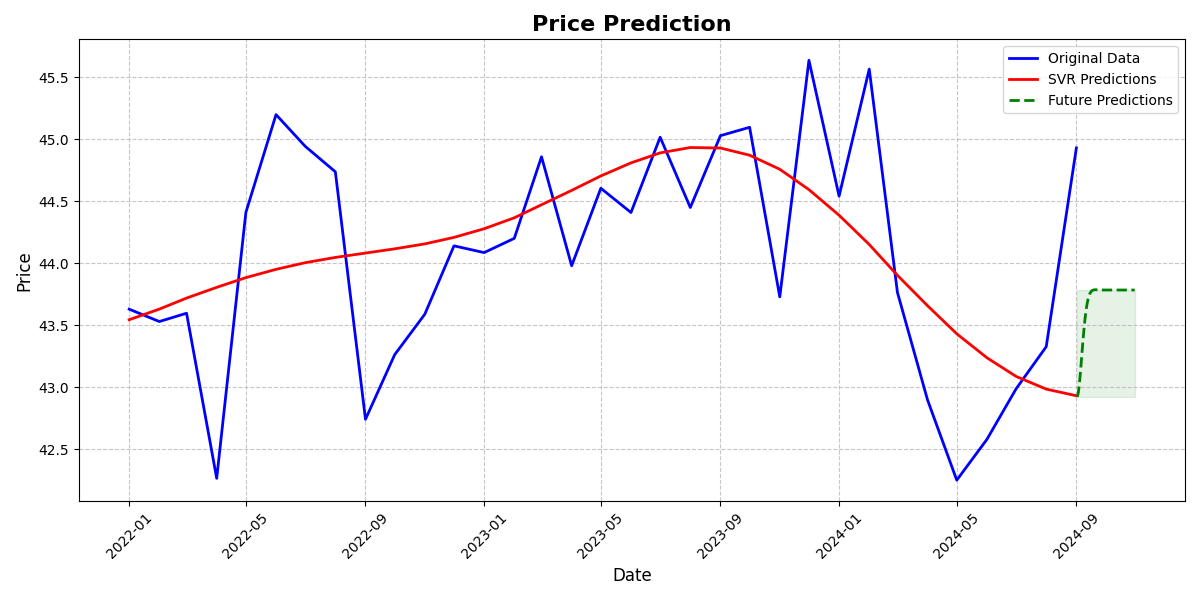 Price Prediction
Original Data
SVR Predictions
Future Predictions
Price
45.5
45.0
44.5
44.0
43.5
43.0
42.5
2022-01
2022-05
2022-09
2023-01
2023-05
2023-09
2024-01
2024-05
2024-09
Date